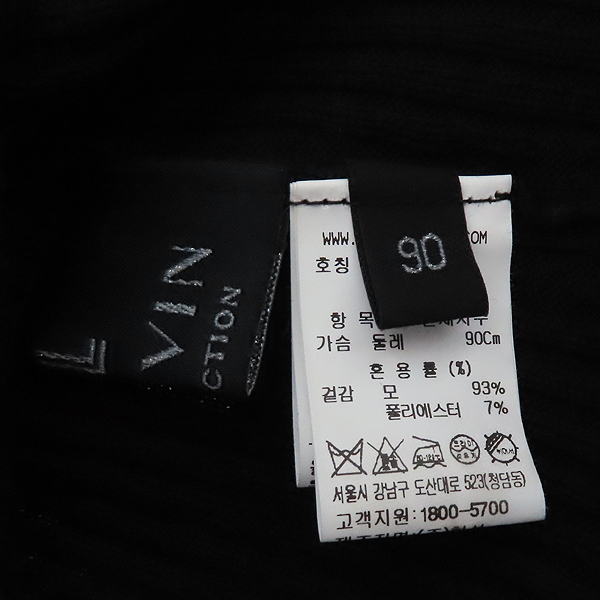 L
VIN
CTION
90
WWW. COM
호칭
항 목
가슴 둘레 90Cm
혼용률 (%)
겉감 모 93%
폴리에스터 7%
서울시 강남구 도산대로 523(청담동)
고객지원:1800-5700